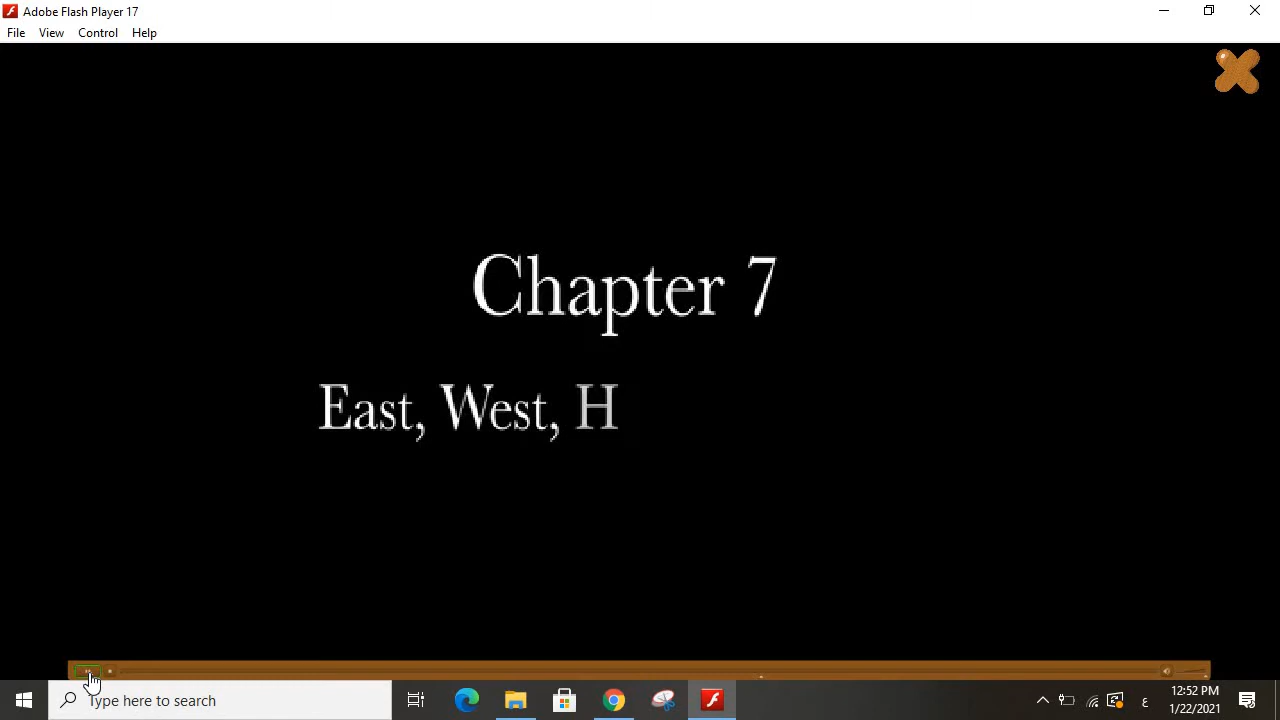 Adobe Flash Player 17
File View Control Help
Chapter 7
East, West, H
Type here to search
ع
12:52 PM
1/22/2021